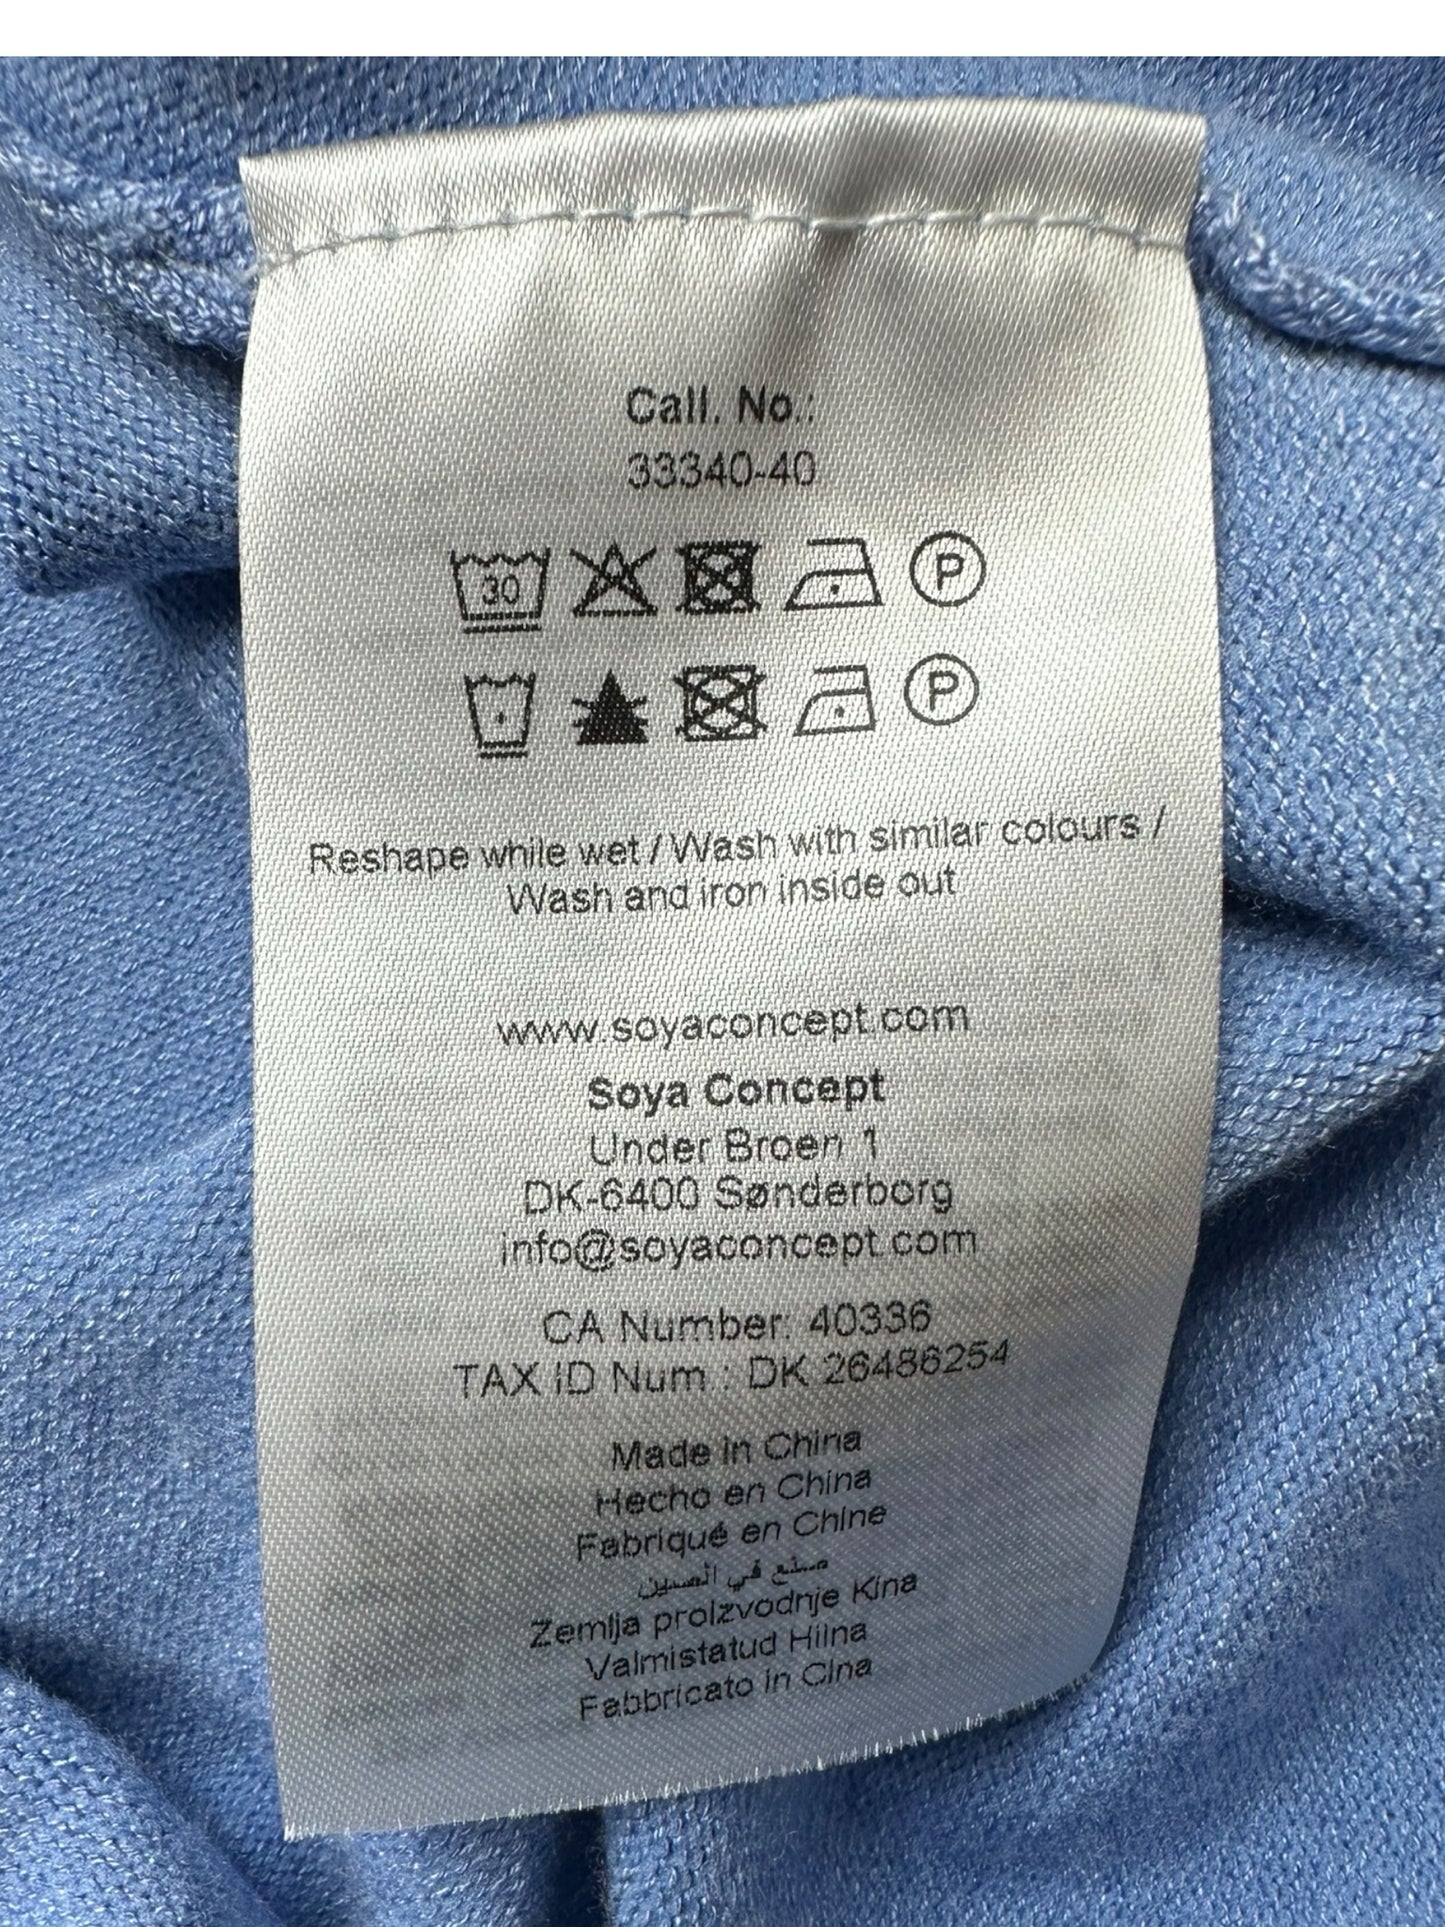 Call. No.:
33340-40
30 P
P
Reshape while wet / Wash with similar colours /
Wash and iron inside out
www.soyaconcept.com
Soya Concept
Under Broen 1
DK-6400 Sønderborg
info@soyaconcept.com
CA Number: 40336
TAX ID Num.: DK 26486254
Made in China
Hecho en China
Fabriqué en Chine
صنع في الصين
Zemlja proizvodnje Kina
Valmistatud Hiina
Fabbricato in Cina